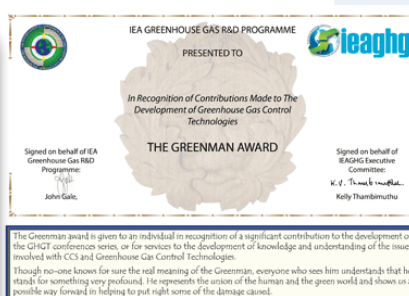 IEA GREENHOUSE GAS R&D PROGRAMME
ieaghg
PRESENTED TO
In Recognition of Contributions Made to The
Development of Greenhouse Gas Control
Technologies
THE GREENMAN AWARD
Signed on behalf of IEA
Greenhouse Gas R&D
Programme:
John Gale,
Signed on behalf of
IEAGHG Executive
Committee:
K.V. Thambimuthu
Kelly Thambimuthu
The Greenman award is given to an individual in recognition of a significant contribution to the development of
the GHGT conferences series, or for services to the development of knowledge and understanding of the issue
involved with CCS and Greenhouse Gas Control Technologies.
Though no-one knows for sure the real meaning of the Greenman, everyone who sees him understands that he
stands for something very profound. He represents the union of the human and the green world and shows us
possible way forward in helping to put right some of the damage caused.